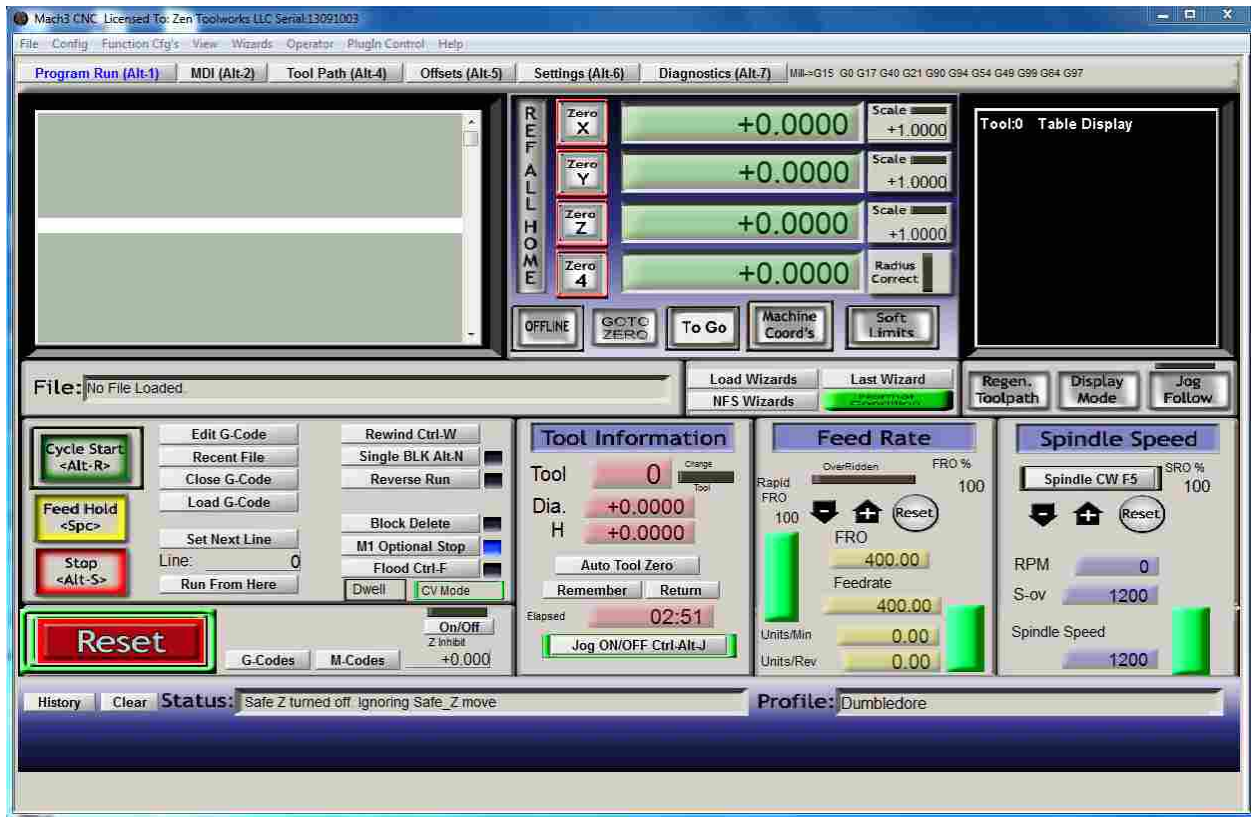 Mach3 CNC Licensed To: Zen Toolworks LLC Serial:13091003
File Config Function Cfg's View Wizards Operator PlugIn Control Help
Program Run (Alt-1) MDI (Alt-2) Tool Path (Alt-4) Offsets (Alt-5) Settings (Alt-6) Diagnostics (Alt-7) Mill->G15 G0 G17 G40 G21 G90 G94 G54 G49 G99 G64 G97
REF ALL HOME
Zero X +0.0000 Scale +1.0000
Zero Y +0.0000 Scale +1.0000
Zero Z +0.0000 Scale +1.0000
Zero 4 +0.0000 Radius Correct
OFFLINE GOTO ZERO To Go Machine Coord's Soft Limits
Tool:0 Table Display
File: No File Loaded.
Load Wizards Last Wizard
NFS Wizards Normal Condition
Regen. Toolpath Display Mode Jog Follow
Cycle Start <Alt-R>
Feed Hold <Spc>
Stop <Alt-S>
Edit G-Code
Recent File
Close G-Code
Load G-Code
Set Next Line
Line: 0
Run From Here
Rewind Ctrl-W
Single BLK Alt-N
Reverse Run
Block Delete
M1 Optional Stop
Flood Ctrl-F
Dwell CV Mode
Reset
G-Codes M-Codes
On/Off
Z Inhibit
+0.000
Tool Information
Tool 0 Change Tool
Dia. +0.0000
H +0.0000
Auto Tool Zero
Remember Return
Elapsed 02:51
Jog ON/OFF Ctrl-Alt-J
Feed Rate
OverRidden FRO %
100
Rapid FRO
100
Reset
FRO
400.00
Feedrate
400.00
Units/Min 0.00
Units/Rev 0.00
Spindle Speed
Spindle CW F5 SRO %
100
Reset
RPM 0
S-ov 1200
Spindle Speed
1200
History Clear Status: Safe Z turned off Ignoring Safe_Z move Profile: Dumbledore